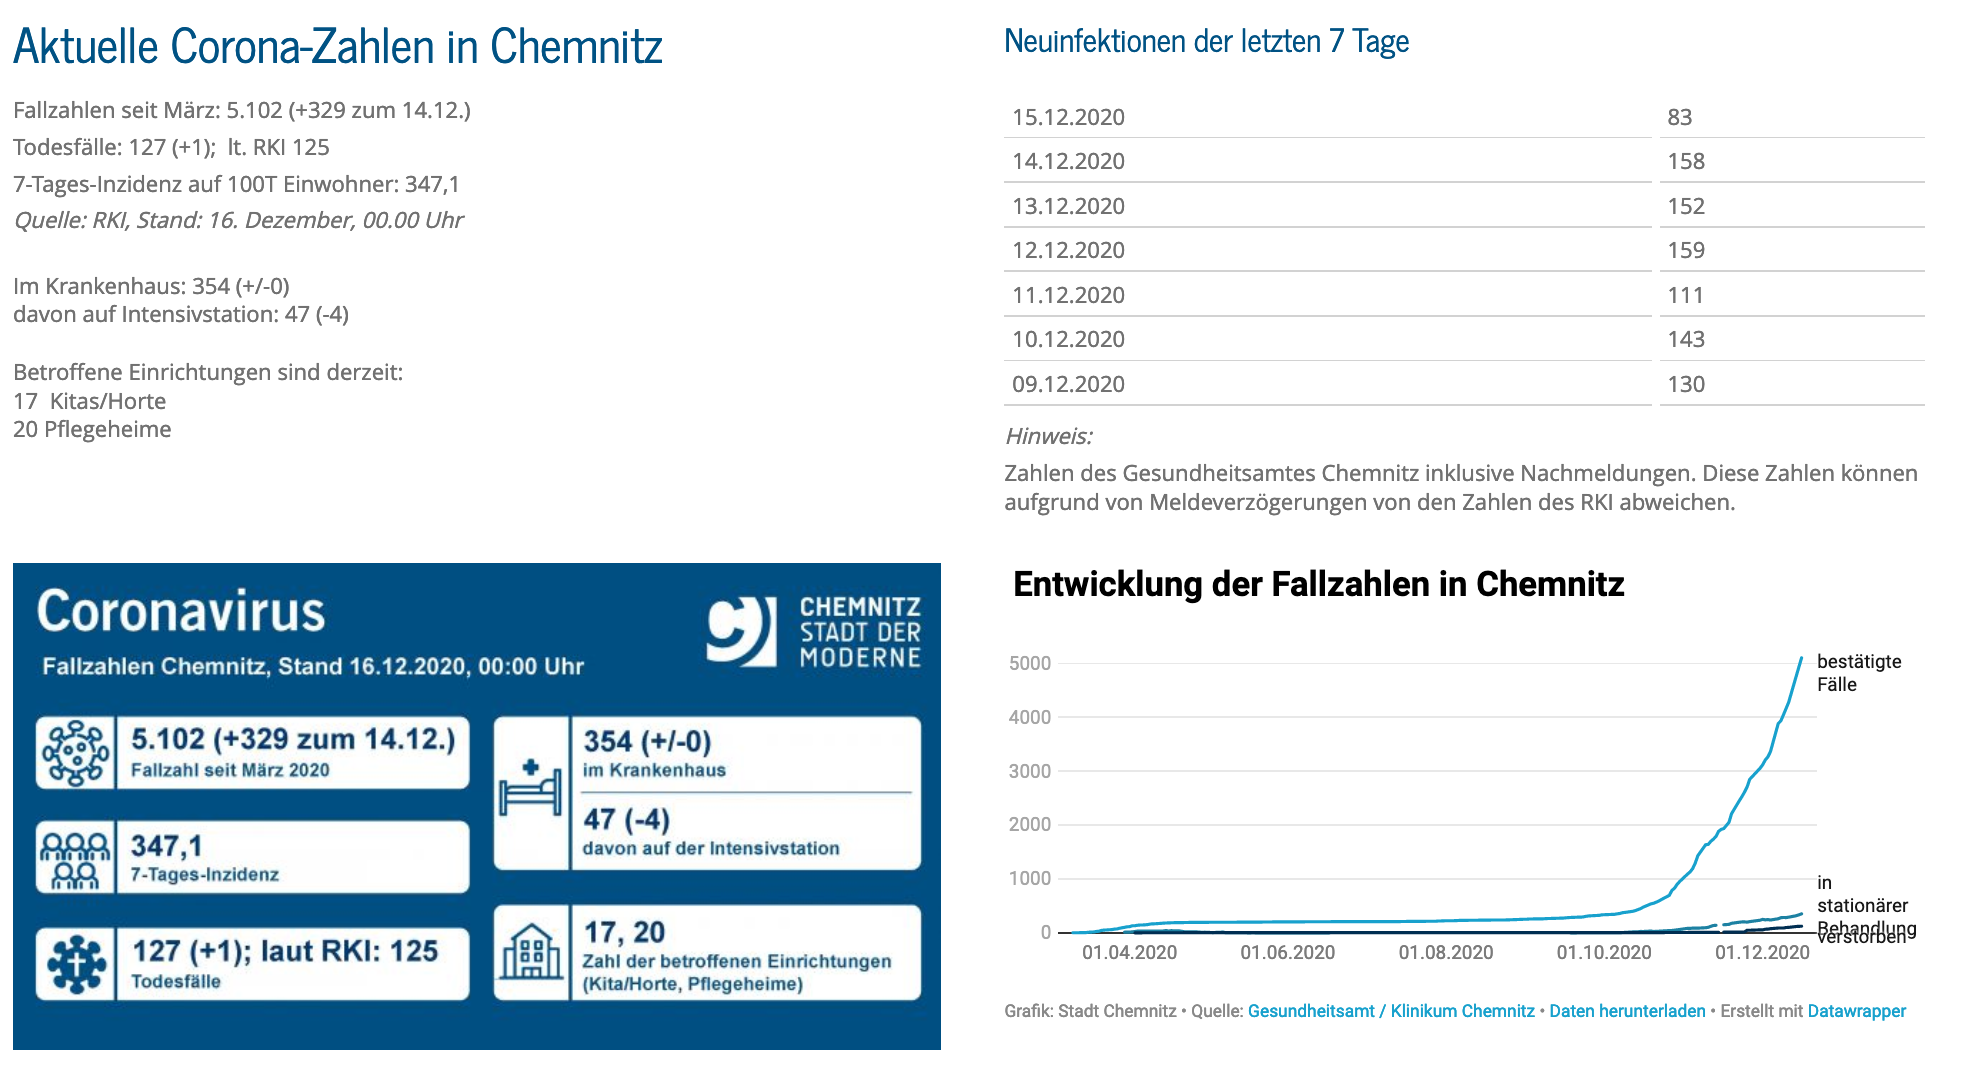 Aktuelle Corona-Zahlen in Chemnitz
Fallzahlen seit März: 5.102 (+329 zum 14.12.)
Todesfälle: 127 (+1); lt. RKI 125
7-Tages-Inzidenz auf 100T Einwohner: 347,1
Quelle: RKI, Stand: 16. Dezember, 00.00 Uhr
Im Krankenhaus: 354 (+/-0)
davon auf Intensivstation: 47 (-4)
Betroffene Einrichtungen sind derzeit:
17 Kitas/Horte
20 Pflegeheime
Neuinfektionen der letzten 7 Tage
15.12.2020 83
14.12.2020 158
13.12.2020 152
12.12.2020 159
11.12.2020 111
10.12.2020 143
09.12.2020 130
Hinweis:
Zahlen des Gesundheitsamtes Chemnitz inklusive Nachmeldungen. Diese Zahlen können
aufgrund von Meldeverzögerungen von den Zahlen des RKI abweichen.
Coronavirus
Fallzahlen Chemnitz, Stand 16.12.2020, 00:00 Uhr
CHEMNITZ
STADT DER
MODERNE
5.102 (+329 zum 14.12.)
Fallzahl seit März 2020
347,1
7-Tages-Inzidenz
127 (+1); laut RKI: 125
Todesfälle
354 (+/-0)
im Krankenhaus
47 (-4)
davon auf der Intensivstation
17, 20
Zahl der betroffenen Einrichtungen
(Kita/Horte, Pflegeheime)
Entwicklung der Fallzahlen in Chemnitz
5000
4000
3000
2000
1000
0
bestätigte
Fälle
in
stationärer
Behandlung
verstorben
01.04.2020 01.06.2020 01.08.2020 01.10.2020 01.12.2020
Grafik: Stadt Chemnitz • Quelle: Gesundheitsamt / Klinikum Chemnitz • Daten herunterladen • Erstellt mit Datawrapper